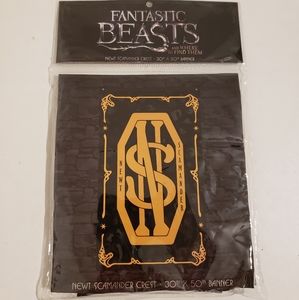 FANTASTIC
BEASTS
AND WHERE
TO FIND THEM
NEWT SCAMANDER CREST - 30" X 50" BANNER
NEWT
SCAMANDER
NS
NEWT SCAMANDER CREST - 30" X 50" BANNER